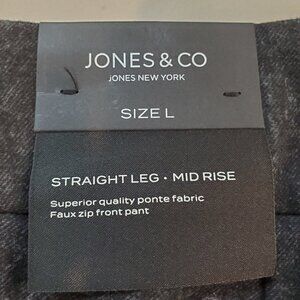 JONES & CO
JONES NEW YORK
SIZE L
STRAIGHT LEG • MID RISE
Superior quality ponte fabric
Faux zip front pant